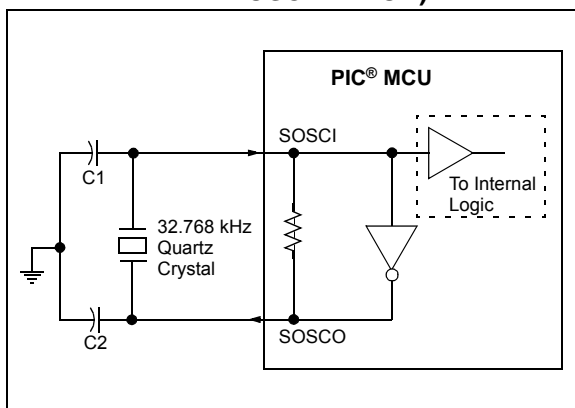 PIC® MCU
SOSCI
C1
To Internal
Logic
32.768 kHz
Quartz
Crystal
C2
SOSCO